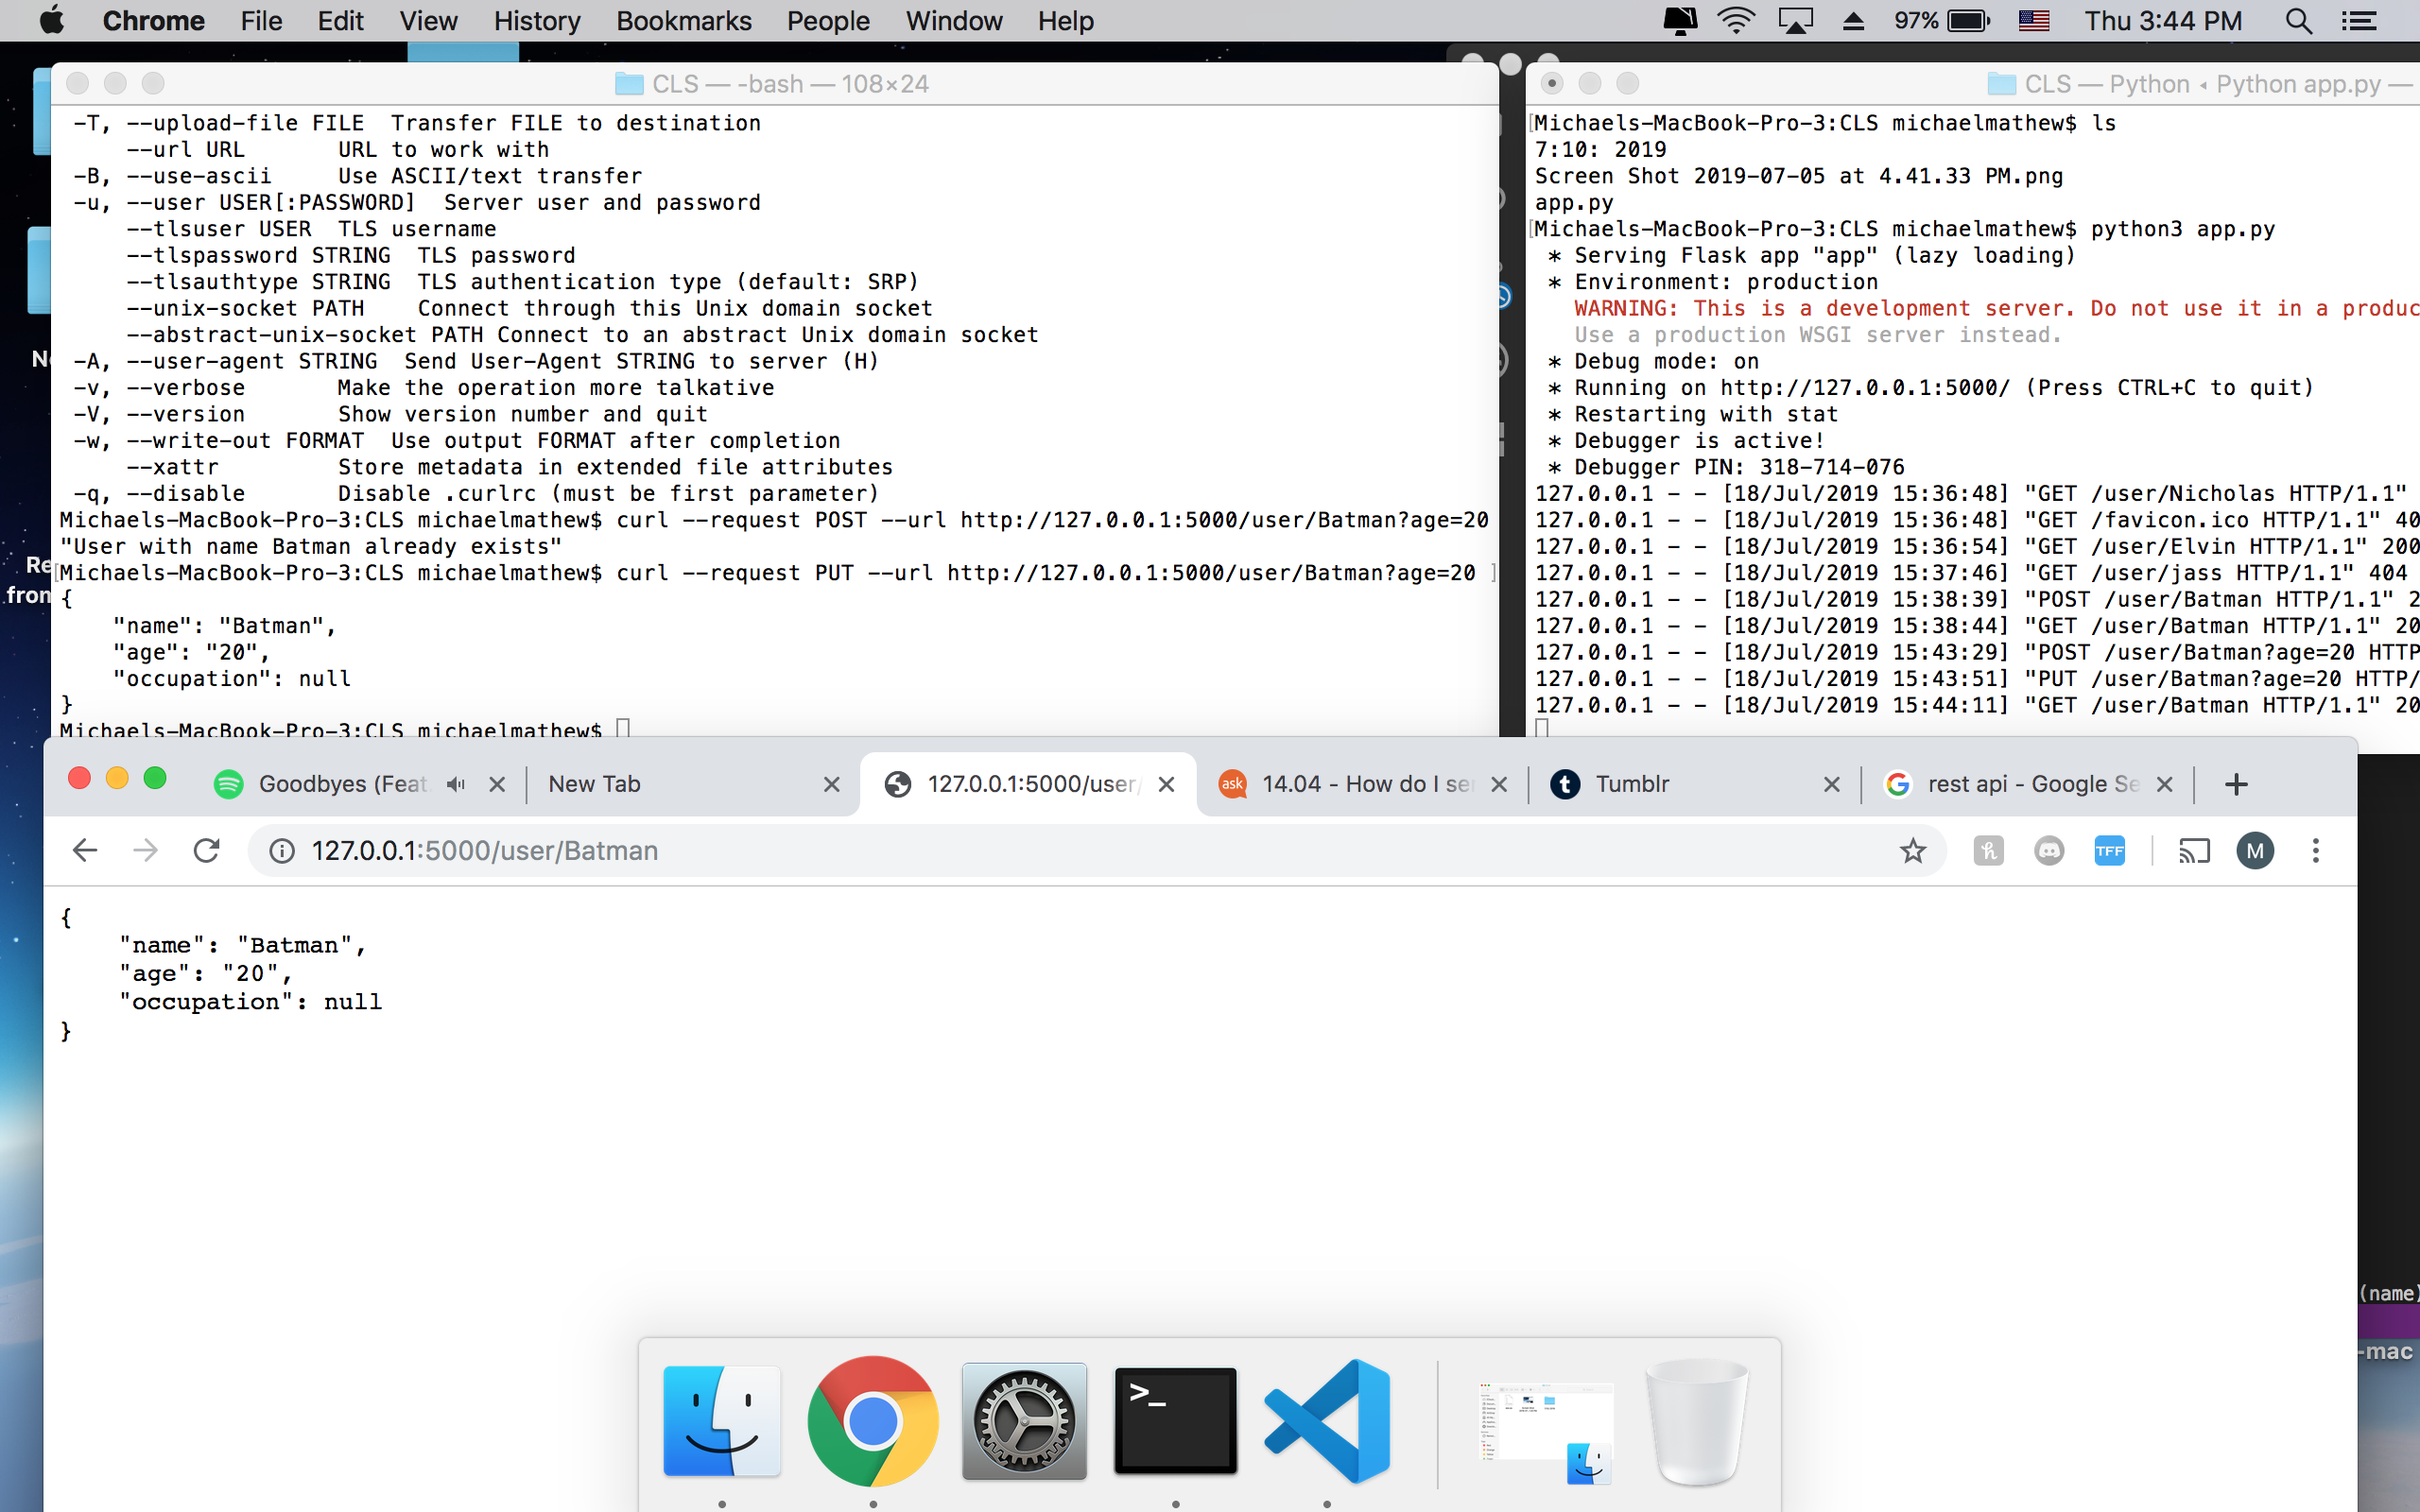 Chrome File Edit View History Bookmarks People Window Help 97% Thu 3:44 PM
CLS — -bash — 108×24
-T, --upload-file FILE  Transfer FILE to destination
    --url URL       URL to work with
-B, --use-ascii     Use ASCII/text transfer
-u, --user USER[:PASSWORD]  Server user and password
    --tlsuser USER  TLS username
    --tlspassword STRING  TLS password
    --tlsauthtype STRING  TLS authentication type (default: SRP)
    --unix-socket PATH    Connect through this Unix domain socket
    --abstract-unix-socket PATH Connect to an abstract Unix domain socket
-A, --user-agent STRING  Send User-Agent STRING to server (H)
-v, --verbose       Make the operation more talkative
-V, --version       Show version number and quit
-w, --write-out FORMAT  Use output FORMAT after completion
    --xattr         Store metadata in extended file attributes
-q, --disable       Disable .curlrc (must be first parameter)
Michaels-MacBook-Pro-3:CLS michaelmathew$ curl --request POST --url http://127.0.0.1:5000/user/Batman?age=20
"User with name Batman already exists"
Michaels-MacBook-Pro-3:CLS michaelmathew$ curl --request PUT --url http://127.0.0.1:5000/user/Batman?age=20
{
    "name": "Batman",
    "age": "20",
    "occupation": null
}
Michaels-MacBook-Pro-3:CLS michaelmathew$
CLS — Python ◂ Python app.py —
Michaels-MacBook-Pro-3:CLS michaelmathew$ ls
7:10: 2019
Screen Shot 2019-07-05 at 4.41.33 PM.png
app.py
Michaels-MacBook-Pro-3:CLS michaelmathew$ python3 app.py
* Serving Flask app "app" (lazy loading)
* Environment: production
WARNING: This is a development server. Do not use it in a produc
Use a production WSGI server instead.
* Debug mode: on
* Running on http://127.0.0.1:5000/ (Press CTRL+C to quit)
* Restarting with stat
* Debugger is active!
* Debugger PIN: 318-714-076
127.0.0.1 - - [18/Jul/2019 15:36:48] "GET /user/Nicholas HTTP/1.1"
127.0.0.1 - - [18/Jul/2019 15:36:48] "GET /favicon.ico HTTP/1.1" 40
127.0.0.1 - - [18/Jul/2019 15:36:54] "GET /user/Elvin HTTP/1.1" 200
127.0.0.1 - - [18/Jul/2019 15:37:46] "GET /user/jass HTTP/1.1" 404
127.0.0.1 - - [18/Jul/2019 15:38:39] "POST /user/Batman HTTP/1.1" 2
127.0.0.1 - - [18/Jul/2019 15:38:44] "GET /user/Batman HTTP/1.1" 20
127.0.0.1 - - [18/Jul/2019 15:43:29] "POST /user/Batman?age=20 HTTP
127.0.0.1 - - [18/Jul/2019 15:43:51] "PUT /user/Batman?age=20 HTTP/
127.0.0.1 - - [18/Jul/2019 15:44:11] "GET /user/Batman HTTP/1.1" 20
Re
from
Goodbyes (Feat. New Tab 127.0.0.1:5000/user/ ask 14.04 - How do I se t Tumblr G rest api - Google Se
127.0.0.1:5000/user/Batman h TFF M
{
    "name": "Batman",
    "age": "20",
    "occupation": null
}
(name)
-mac
>_